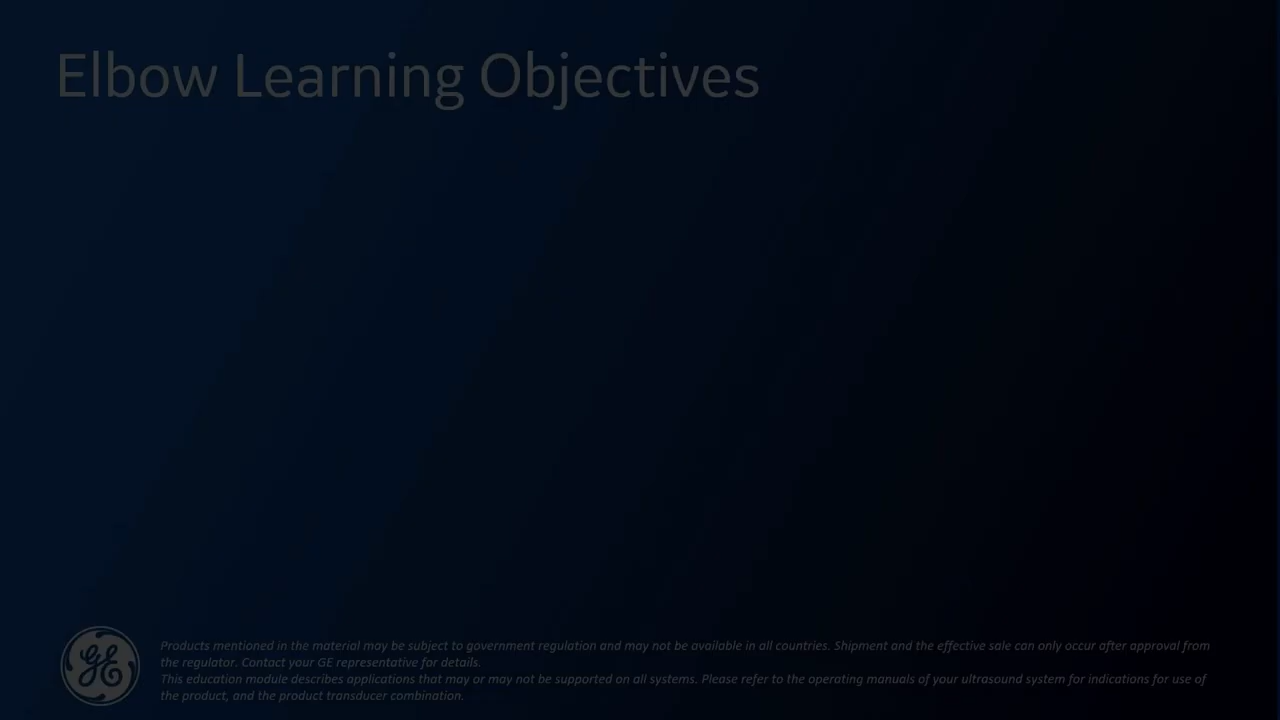 Elbow Learning Objectives
Products mentioned in the material may be subject to government regulation and may not be available in all countries. Shipment and the effective sale can only occur after approval from
the regulator. Contact your GE representative for details.
This education module describes applications that may or may not be supported on all systems. Please refer to the operating manuals of your ultrasound system for indications for use of
the product, and the product transducer combination.
GE